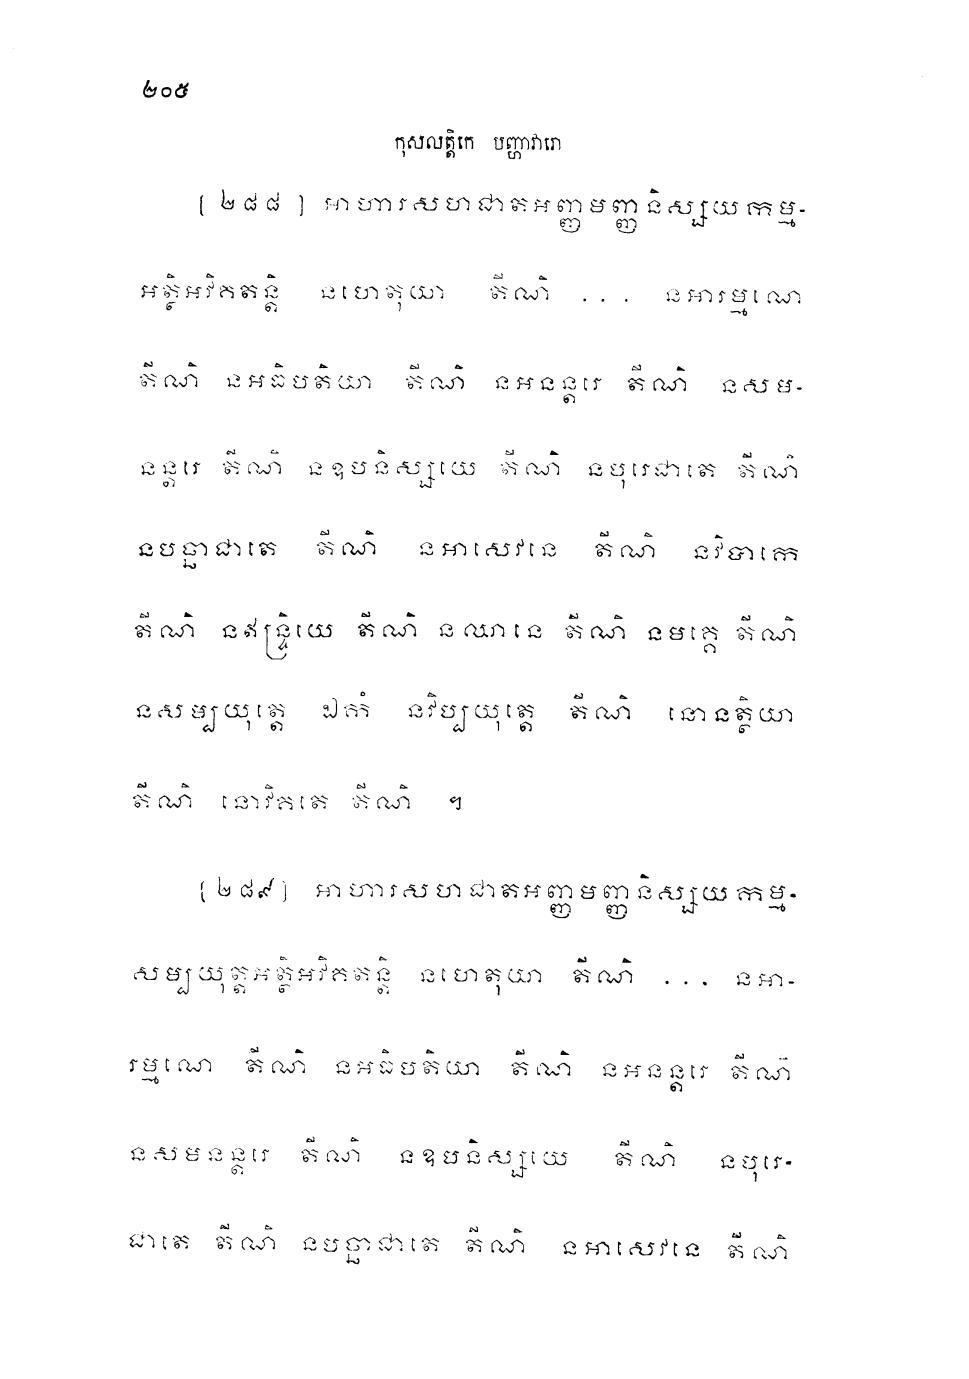 ២០៥
កុសលត្តិកេ បញ្ហាវារោ
[ ២៨៨ ] អាហារសហជាតអញ្ញមញ្ញនិស្សយកម្ម-
អត្ថិអវិគតន្តិ នហេតុយា តីណិ ... នអារម្មណេ
តីណិ នអធិបតិយា តីណិ នអនន្តរេ តីណិ នសម-
នន្តរេ តីណិ នឧបនិស្សយេ តីណិ នបុរេជាតេ តីណិ
នបច្ឆាជាតេ តីណិ នអាសេវនេ តីណិ នវិបាកេ
តីណិ នឥន្ទ្រិយេ តីណិ នឈានេ តីណិ នមគ្គេ តីណិ
នសម្បយុត្តេ ឯកំ នវិប្បយុត្តេ តីណិ នោនត្ថិយា
តីណិ នោវិគតេ តីណិ ។
[ ២៨៩ ] អាហារសហជាតអញ្ញមញ្ញនិស្សយកម្ម-
សម្បយុត្តអត្ថិអវិគតន្តិ នហេតុយា តីណិ ... នអា-
រម្មណេ តីណិ នអធិបតិយា តីណិ នអនន្តរេ តីណិ
នសមនន្តរេ តីណិ នឧបនិស្សយេ តីណិ នបុរេ-
ជាតេ តីណិ នបច្ឆាជាតេ តីណិ នអាសេវនេ តីណិ